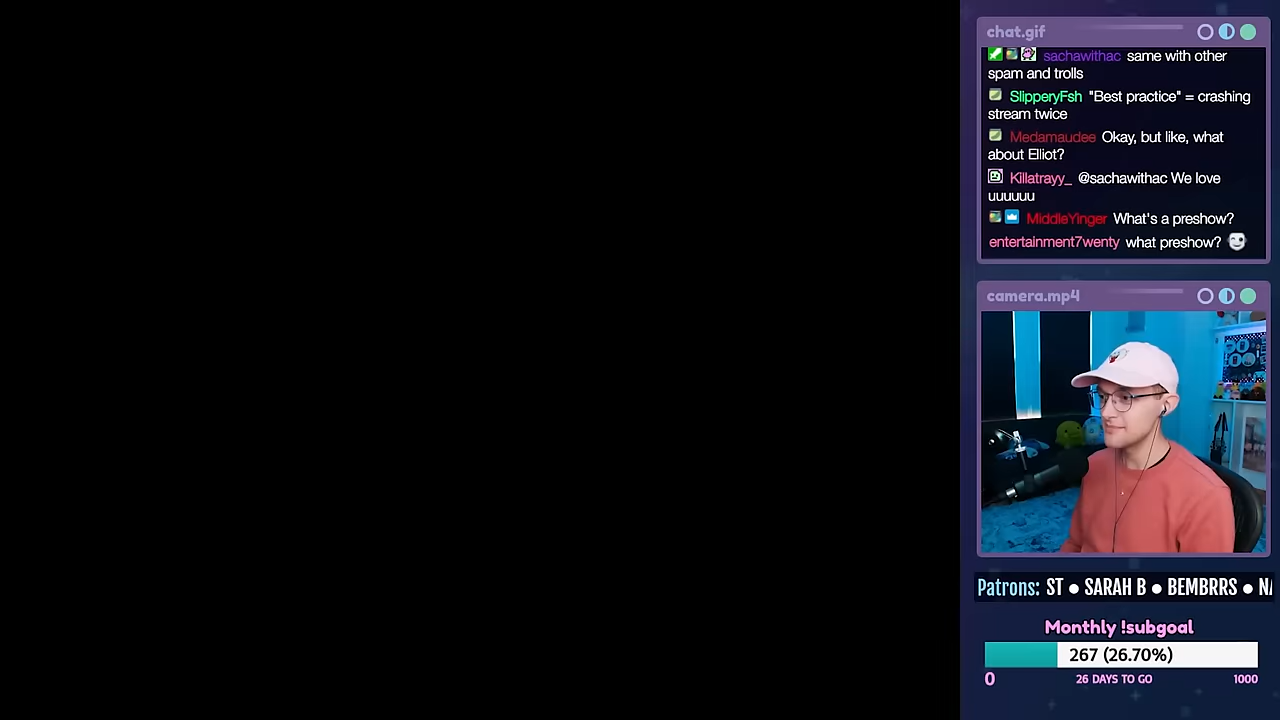 chat.gif
sachawithac same with other
spam and trolls
SlipperyFsh "Best practice" = crashing
stream twice
Medamaudee Okay, but like, what
about Elliot?
Killatrayy_ @sachawithac We love
uuuuuu
MiddleYinger What's a preshow?
entertainment7wenty what preshow?
camera.mp4
Patrons: ST ● SARAH B ● BEMBRRS ●
Monthly !subgoal
267 (26.70%)
0 26 DAYS TO GO 1000